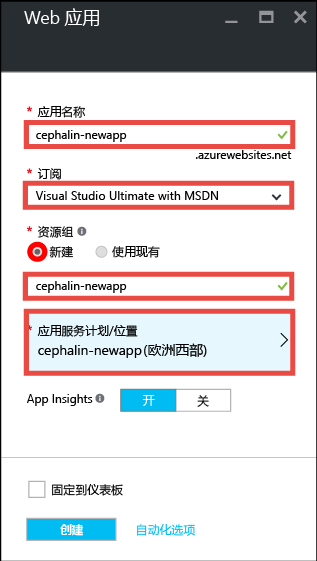 Web 应用
* 应用名称
cephalin-newapp
.azurewebsites.net
* 订阅
Visual Studio Ultimate with MSDN
* 资源组
新建 使用现有
cephalin-newapp
* 应用服务计划/位置
cephalin-newapp(欧洲西部)
App Insights 开 关
固定到仪表板
创建 自动化选项